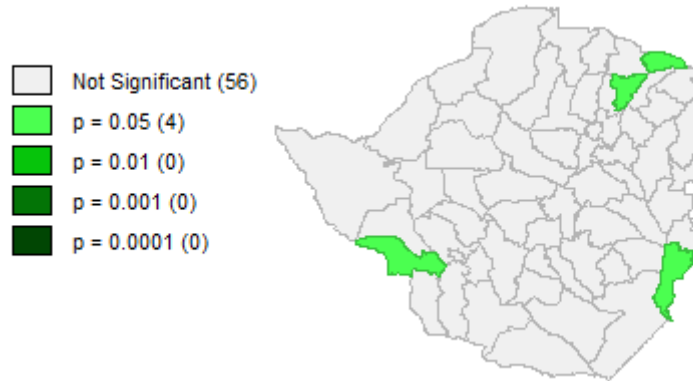 Not Significant (56)
p = 0.05 (4)
p = 0.01 (0)
p = 0.001 (0)
p = 0.0001 (0)